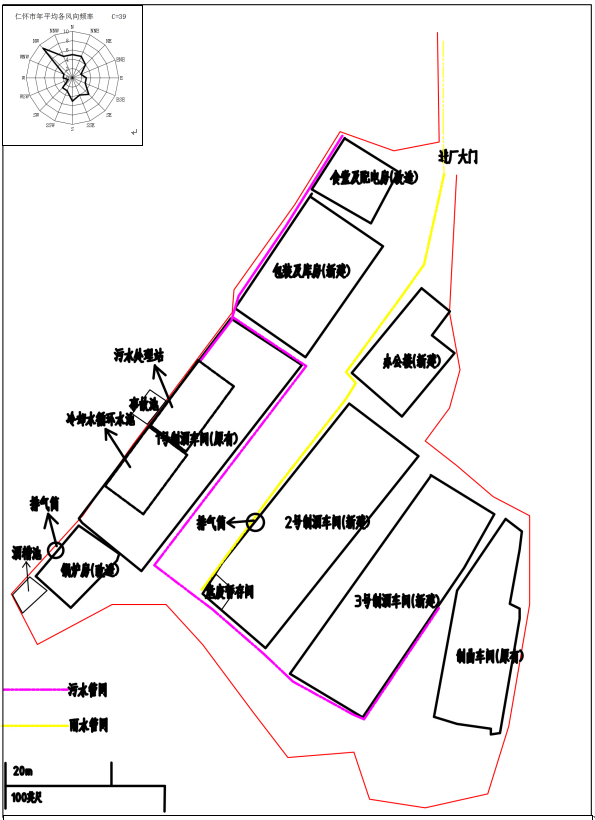 仁怀市年平均各风向频率 C=39
N
NNW
NNE
NW
NE
WNW
ENE
W
E
WSW
ESE
SW
SE
SSW
SSE
S
10
8
6
进厂大门
食堂及配电房(改造)
包装及库房(新建)
污水处理站
办公楼(新建)
事故池
冷却水循环水池
1号制酒车间(原有)
排气筒
排气筒
2号制酒车间(新建)
酒糟池
锅炉房(改造)
危废暂存间
3号制酒车间(新建)
制曲车间(原有)
污水管网
雨水管网
20m
100英尺